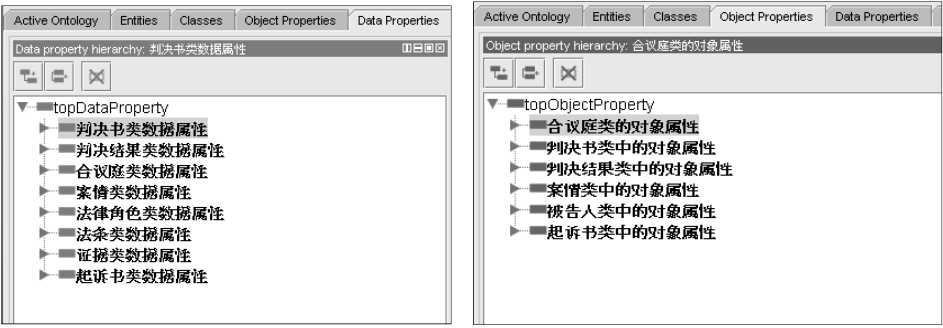 Active Ontology Entities Classes Object Properties Data Properties
Data property hierarchy: 判决书类数据属性
topDataProperty
判决书类数据属性
判决结果类数据属性
合议庭类数据属性
案情类数据属性
法律角色类数据属性
法条类数据属性
证据类数据属性
起诉书类数据属性
Active Ontology Entities Classes Object Properties Data Properties
Object property hierarchy: 合议庭类的对象属性
topObjectProperty
合议庭类的对象属性
判决书类中的对象属性
判决结果类中的对象属性
案情类中的对象属性
被告人类中的对象属性
起诉书类中的对象属性